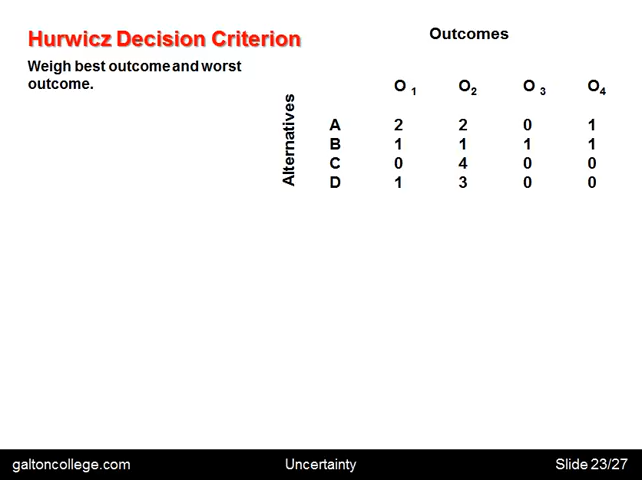 Hurwicz Decision Criterion
Outcomes
Weigh best outcome and worst
outcome.
Alternatives
O 1 O2 O 3 O4
A 2 2 0 1
B 1 1 1 1
C 0 4 0 0
D 1 3 0 0
galtoncollege.com Uncertainty Slide 23/27